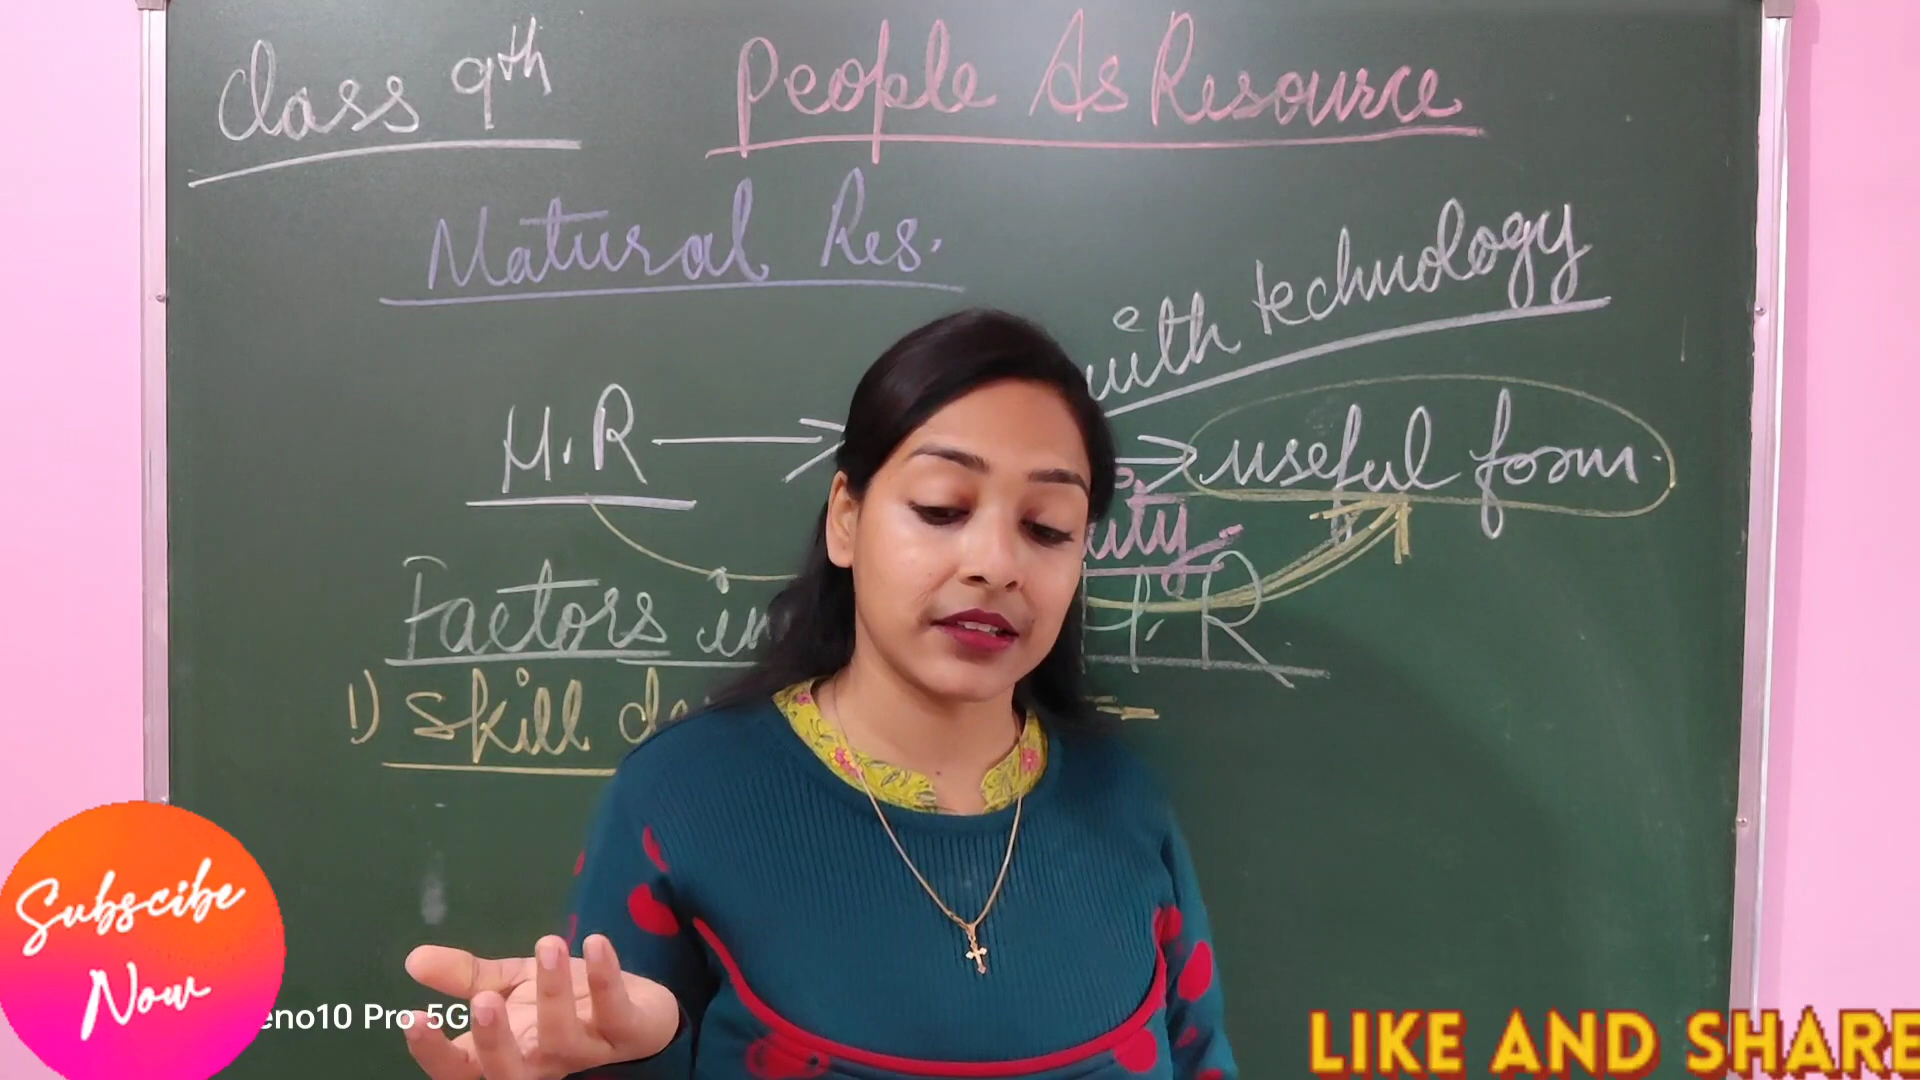 Class 9th
People As Resource
Natural Res.
with technology
H.R → → useful form.
Factors in H.R
1) Skill
Subscibe
Now
eno10 Pro 5G
LIKE AND SHARE